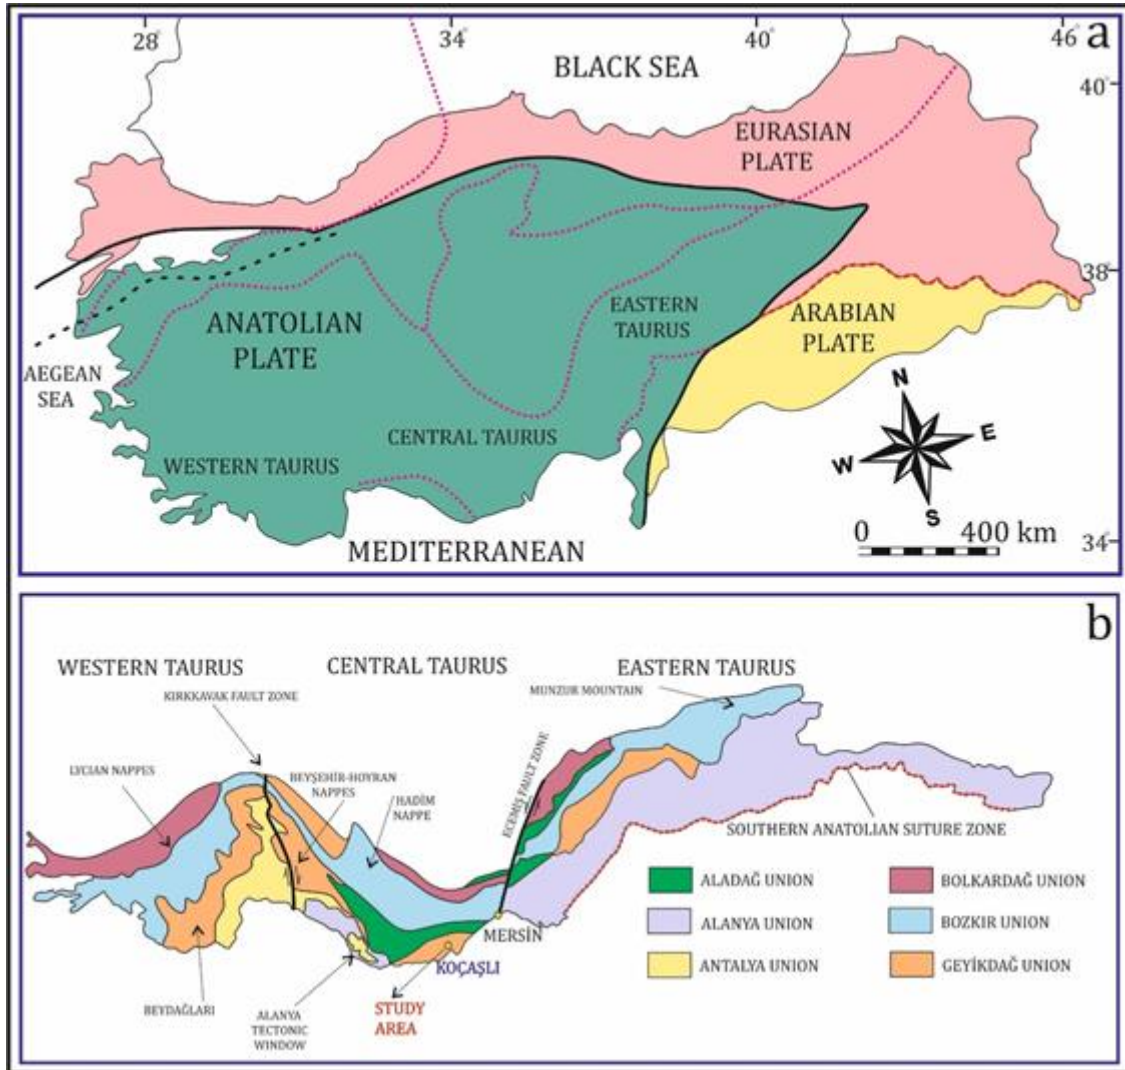 28°
34°
40°
46°
a
BLACK SEA
40°
EURASIAN
PLATE
38°
EASTERN
TAURUS
ARABIAN
PLATE
ANATOLIAN
PLATE
AEGEAN
SEA
N
E
W
S
CENTRAL TAURUS
WESTERN TAURUS
0 400 km
MEDITERRANEAN
34°
b
WESTERN TAURUS
CENTRAL TAURUS
EASTERN TAURUS
KIRKKAVAK FAULT ZONE
MUNZUR MOUNTAIN
LYCIAN NAPPES
BEYŞEHİR-HOYRAN
NAPPES
HADİM
NAPPE
ECEMİŞ FAULT ZONE
SOUTHERN ANATOLIAN SUTURE ZONE
ALADAĞ UNION
BOLKARDAĞ UNION
ALANYA UNION
BOZKIR UNION
ANTALYA UNION
GEYİKDAĞ UNION
MERSİN
KOÇAŞLI
BEYDAĞLARI
ALANYA
TECTONIC
WINDOW
STUDY
AREA